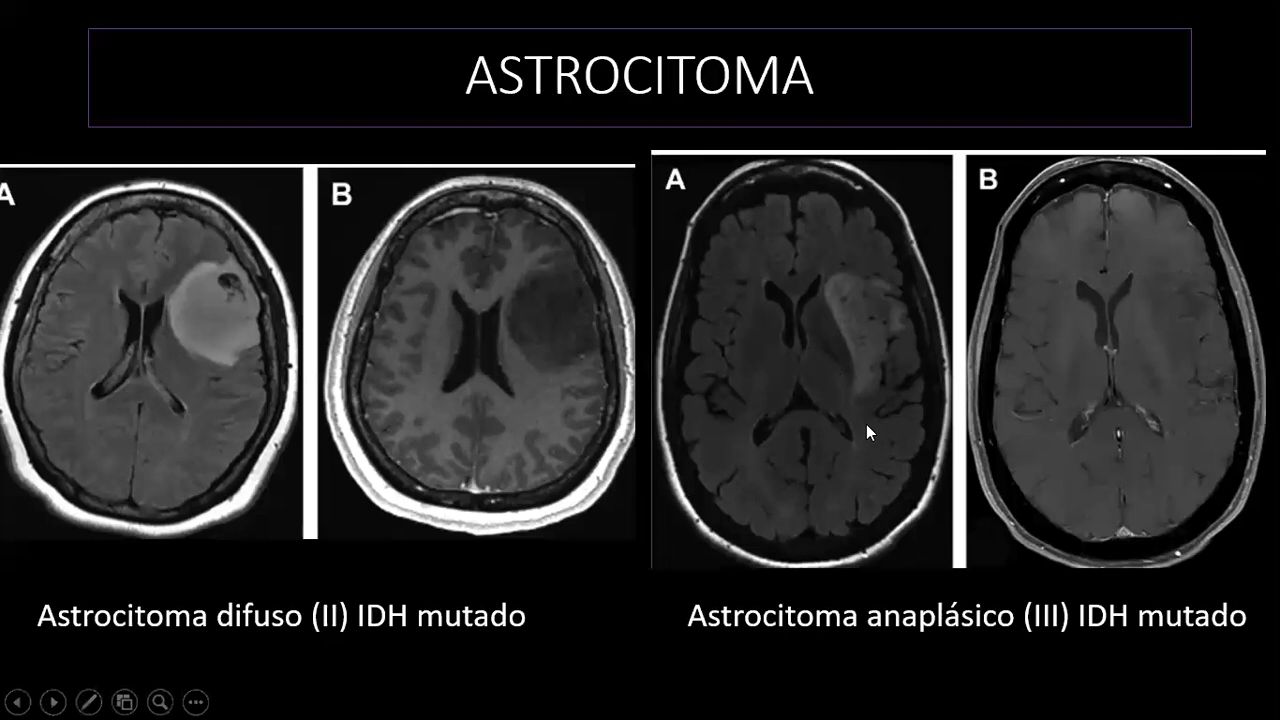 ASTROCITOMA
A
B
A
B
Astrocitoma difuso (II) IDH mutado
Astrocitoma anaplásico (III) IDH mutado